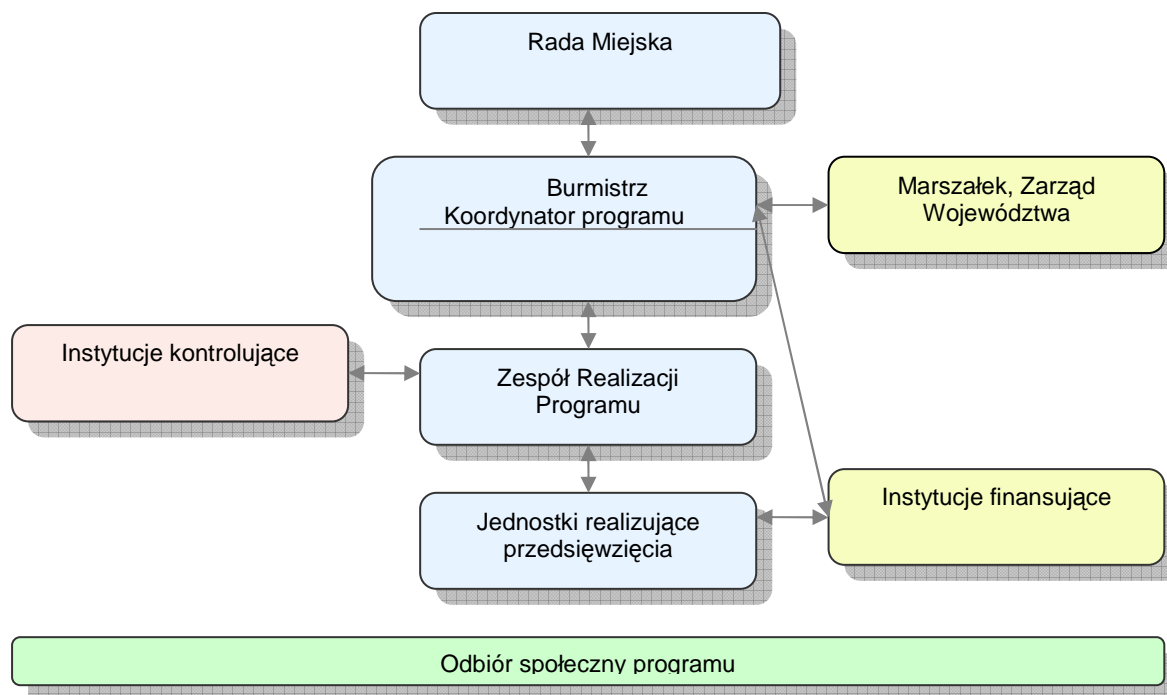 Rada Miejska
Burmistrz
Koordynator programu
Marszałek, Zarząd
Województwa
Instytucje kontrolujące
Zespół Realizacji
Programu
Instytucje finansujące
Jednostki realizujące
przedsięwzięcia
Odbiór społeczny programu